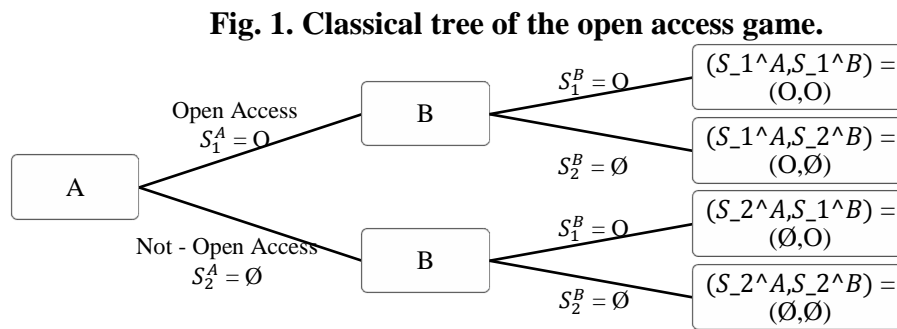 Fig. 1. Classical tree of the open access game.
A
Open Access
S_1^A = O
Not - Open Access
S_2^A = Ø
B
S_1^B = O
S_2^B = Ø
B
S_1^B = O
S_2^B = Ø
(S_1^A,S_1^B) =
(O,O)
(S_1^A,S_2^B) =
(O,Ø)
(S_2^A,S_1^B) =
(Ø,O)
(S_2^A,S_2^B) =
(Ø,Ø)